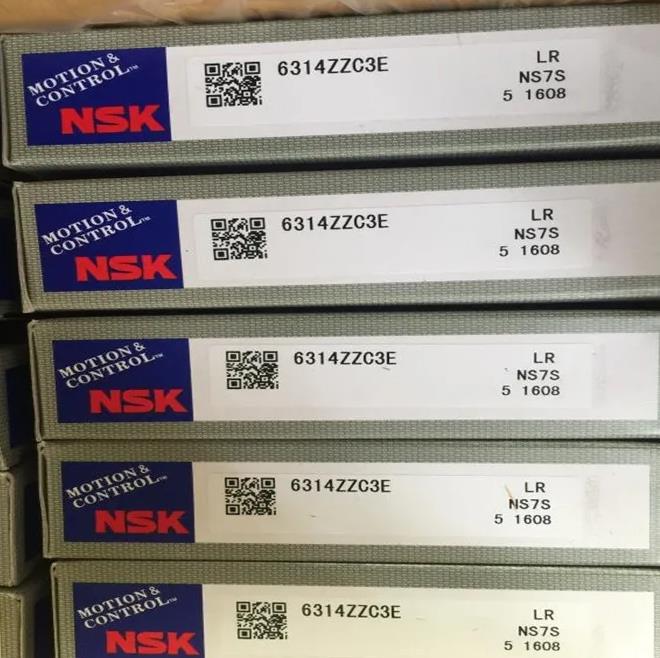 MOTION &
CONTROL™
NSK
6314ZZC3E
LR
NS7S
5 1608
MOTION &
CONTROL™
NSK
6314ZZC3E
LR
NS7S
5 1608
MOTION &
CONTROL™
NSK
6314ZZC3E
LR
NS7S
5 1608
MOTION &
CONTROL™
NSK
6314ZZC3E
LR
NS7S
5 1608
MOTION &
CONTROL™
NSK
6314ZZC3E
LR
NS7S
5 1608